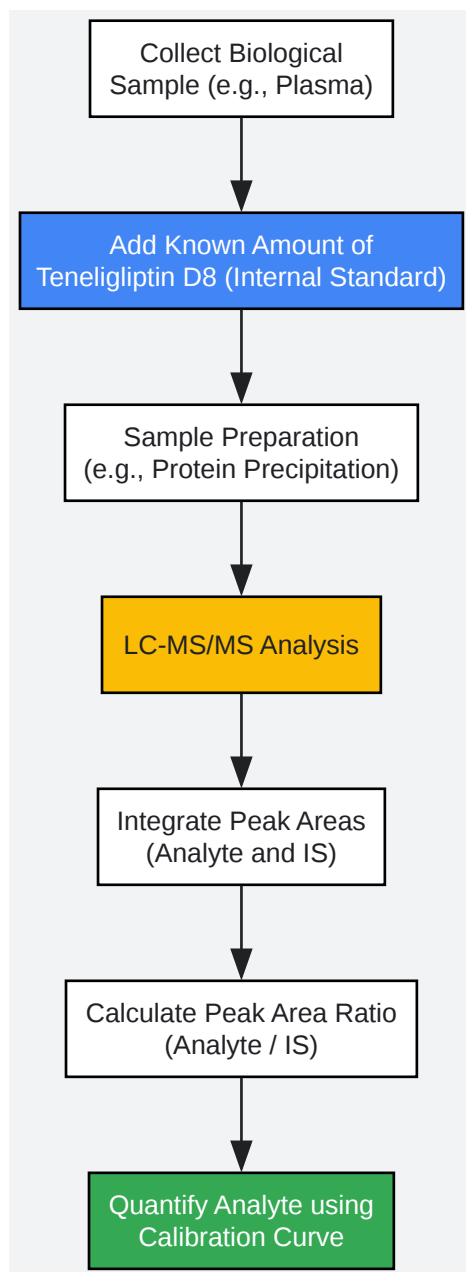 Collect Biological
Sample (e.g., Plasma)
Add Known Amount of
Teneligliptin D8 (Internal Standard)
Sample Preparation
(e.g., Protein Precipitation)
LC-MS/MS Analysis
Integrate Peak Areas
(Analyte and IS)
Calculate Peak Area Ratio
(Analyte / IS)
Quantify Analyte using
Calibration Curve